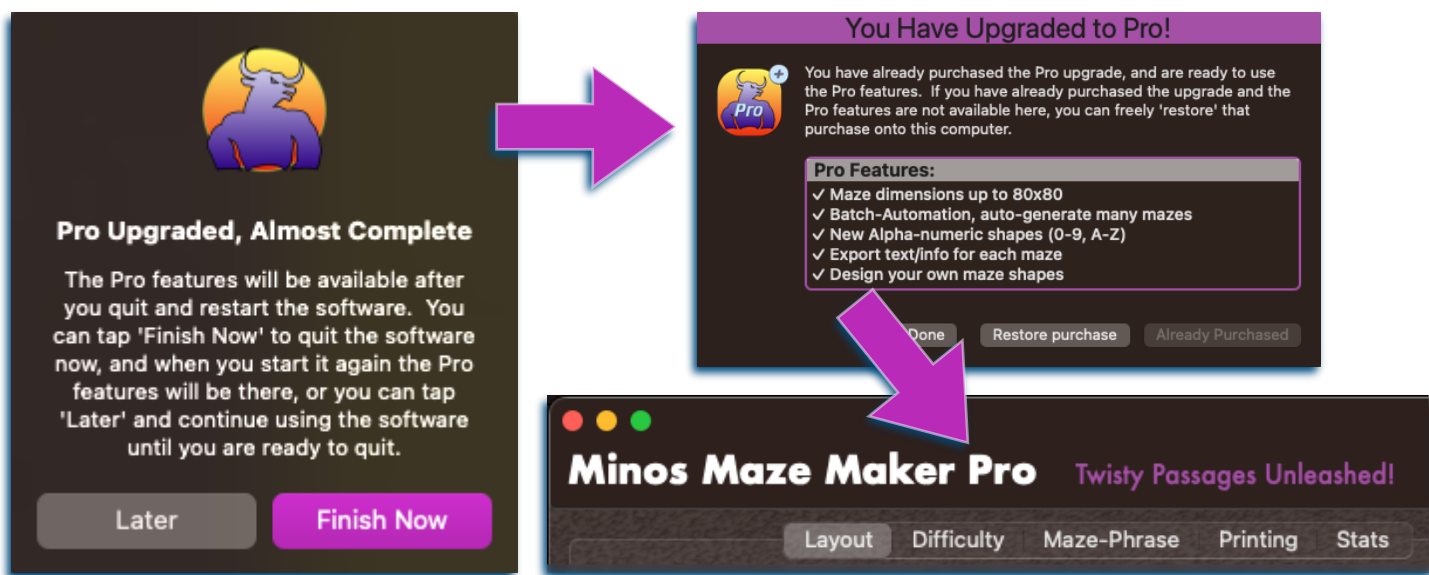 Pro Upgraded, Almost Complete
The Pro features will be available after
you quit and restart the software.  You
can tap 'Finish Now' to quit the software
now, and when you start it again the Pro
features will be there, or you can tap
'Later' and continue using the software
until you are ready to quit.
Later
Finish Now
You Have Upgraded to Pro!
Pro
You have already purchased the Pro upgrade, and are ready to use
the Pro features.  If you have already purchased the upgrade and the
Pro features are not available here, you can freely 'restore' that
purchase onto this computer.
Pro Features:
✓ Maze dimensions up to 80x80
✓ Batch-Automation, auto-generate many mazes
✓ New Alpha-numeric shapes (0-9, A-Z)
✓ Export text/info for each maze
✓ Design your own maze shapes
Done
Restore purchase
Already Purchased
Minos Maze Maker Pro
Twisty Passages Unleashed!
Layout
Difficulty
Maze-Phrase
Printing
Stats